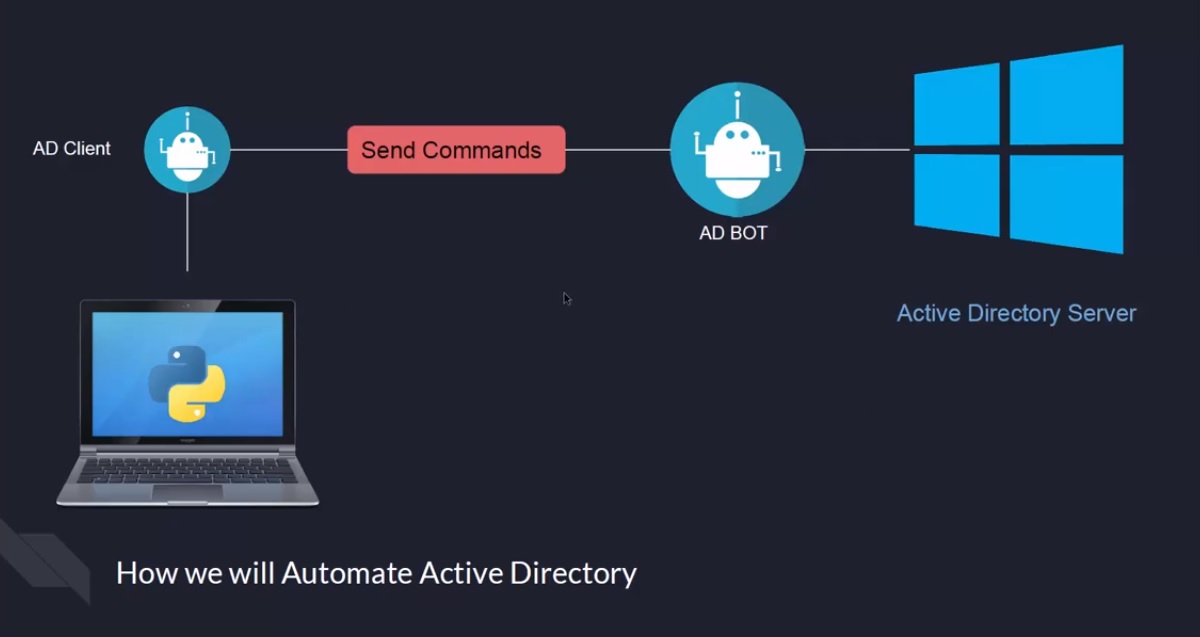 AD Client
Send Commands
AD BOT
Active Directory Server
How we will Automate Active Directory